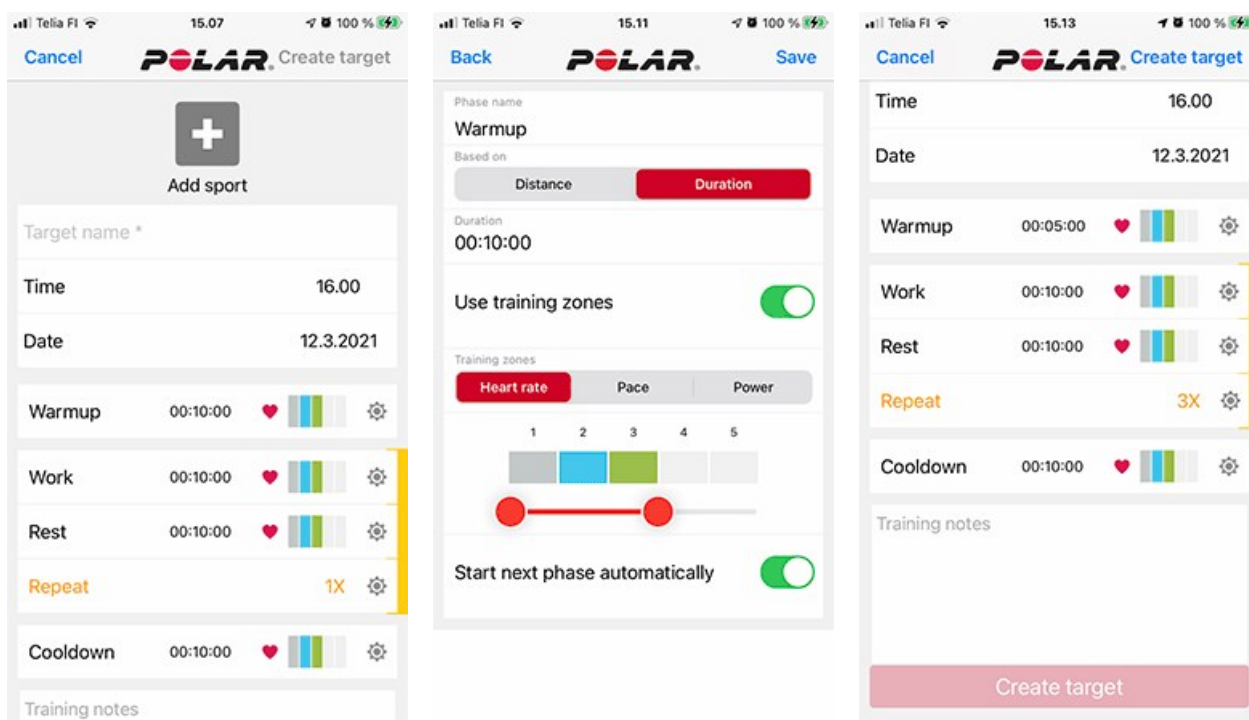 Telia FI 15.07 100 %
Cancel POLAR. Create target
Add sport
Target name *
Time 16.00
Date 12.3.2021
Warmup 00:10:00
Work 00:10:00
Rest 00:10:00
Repeat 1X
Cooldown 00:10:00
Training notes
Telia FI 15.11 100 %
Back POLAR. Save
Phase name
Warmup
Based on
Distance Duration
Duration
00:10:00
Use training zones
Training zones
Heart rate Pace Power
1 2 3 4 5
Start next phase automatically
Telia FI 15.13 100 %
Cancel POLAR. Create target
Time 16.00
Date 12.3.2021
Warmup 00:05:00
Work 00:10:00
Rest 00:10:00
Repeat 3X
Cooldown 00:10:00
Training notes
Create target